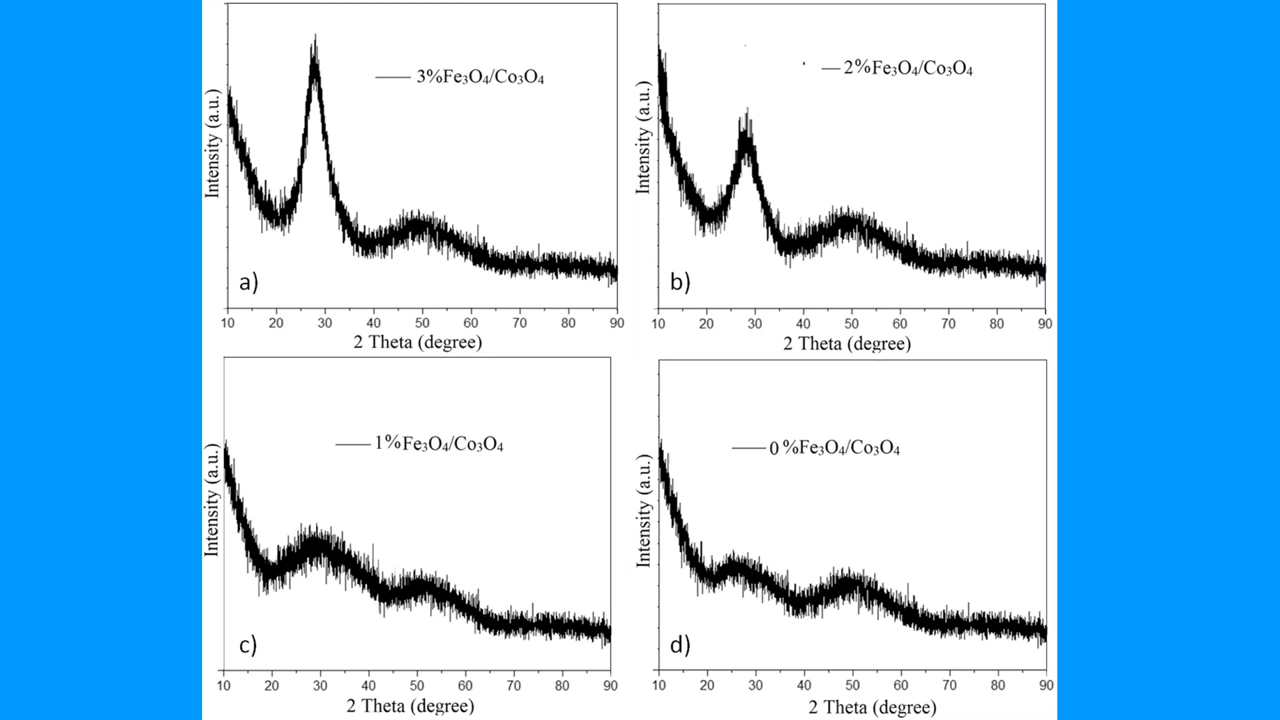 3%Fe₃O₄/Co₃O₄
Intensity (a.u.)
a)
10 20 30 40 50 60 70 80 90
2 Theta (degree)
2%Fe₃O₄/Co₃O₄
Intensity (a.u.)
b)
10 20 30 40 50 60 70 80 90
2 Theta (degree)
1%Fe₃O₄/Co₃O₄
Intensity (a.u.)
c)
10 20 30 40 50 60 70 80 90
2 Theta (degree)
0 %Fe₃O₄/Co₃O₄
Intensity (a.u.)
d)
10 20 30 40 50 60 70 80 90
2 Theta (degree)